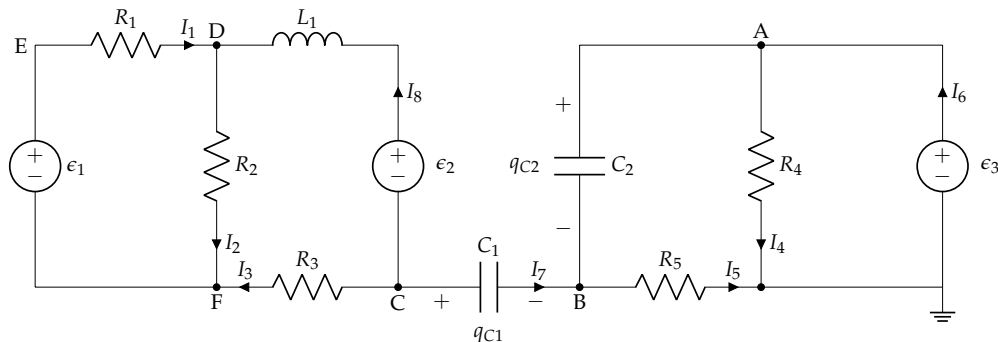 R1 I1 D L1 A
E
I8 I6
+ + + +
ϵ1 R2 ϵ2 qC2 C2 R4 ϵ3
− − −
−
I2 I4
I3 R3 C1 I7 R5 I5
F C + − B
qC1